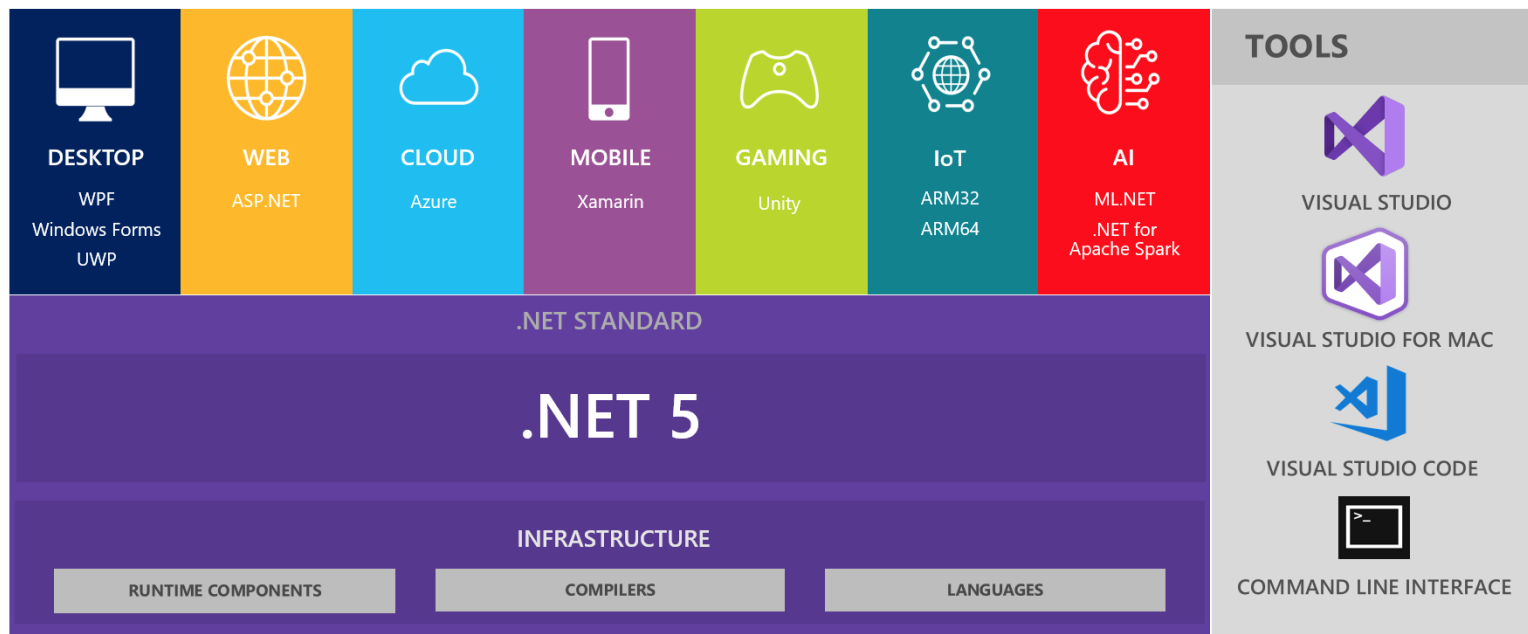 DESKTOP
WPF
Windows Forms
UWP
WEB
ASP.NET
CLOUD
Azure
MOBILE
Xamarin
GAMING
Unity
IoT
ARM32
ARM64
AI
ML.NET
.NET for
Apache Spark
.NET STANDARD
.NET 5
INFRASTRUCTURE
RUNTIME COMPONENTS
COMPILERS
LANGUAGES
TOOLS
VISUAL STUDIO
VISUAL STUDIO FOR MAC
VISUAL STUDIO CODE
>_
COMMAND LINE INTERFACE